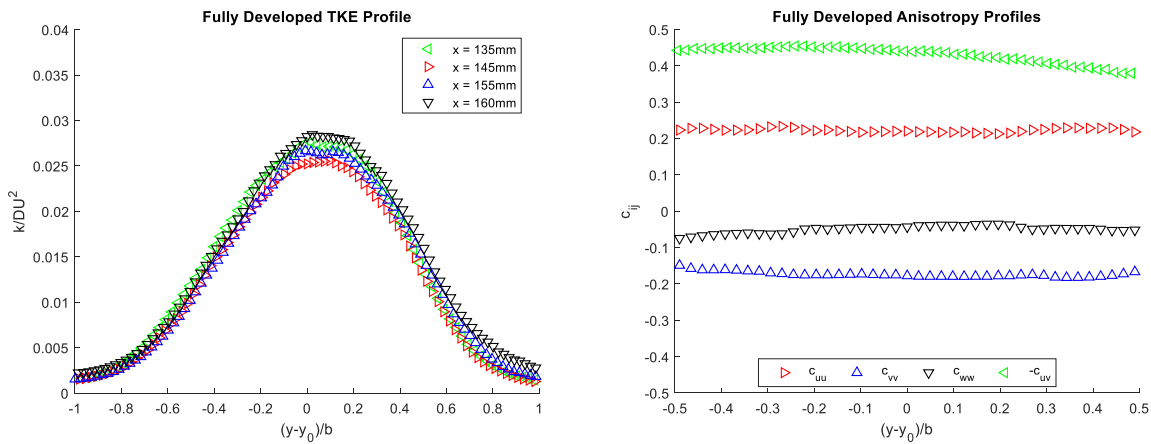 Fully Developed TKE Profile
0.04
0.035
0.03
0.025
0.02
0.015
0.01
0.005
0
k/DU²
x = 135mm
x = 145mm
x = 155mm
x = 160mm
-1 -0.8 -0.6 -0.4 -0.2 0 0.2 0.4 0.6 0.8 1
(y-y₀)/b
Fully Developed Anisotropy Profiles
0.5
0.4
0.3
0.2
0.1
0
-0.1
-0.2
-0.3
-0.4
-0.5
c_ij
c_uu c_vv c_ww -c_uv
-0.5 -0.4 -0.3 -0.2 -0.1 0 0.1 0.2 0.3 0.4 0.5
(y-y₀)/b